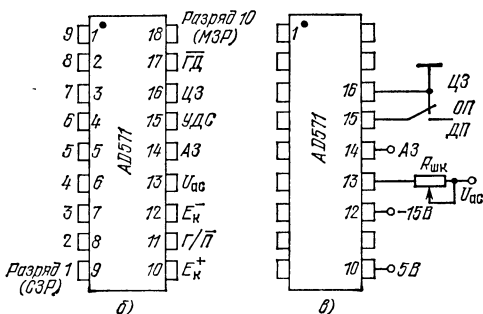 Разряд 10
(МЗР)
9 1 18
8 2 17 ГД
7 3 16 ЦЗ
6 4 15 УДС
5 5 14 АЗ
4 6 13 Uас
3 7 12 Eк⁻
2 8 11 Г/П
Разряд 1
(СЗР) 9 10 Eк⁺
AD571
б)
1
16 ЦЗ
ОП
15 ДП
14 АЗ
13 Rшк Uас
12 -15В
10 5В
AD571
в)